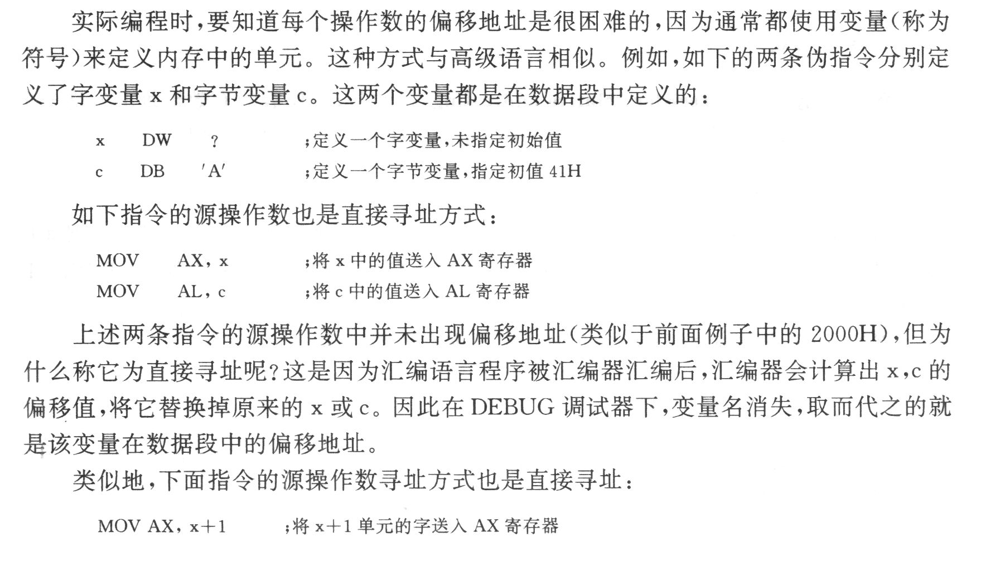 实际编程时,要知道每个操作数的偏移地址是很困难的,因为通常都使用变量(称为
符号)来定义内存中的单元。这种方式与高级语言相似。例如,如下的两条伪指令分别定
义了字变量 x 和字节变量 c。这两个变量都是在数据段中定义的:
x DW ? ;定义一个字变量,未指定初始值
c DB 'A' ;定义一个字节变量,指定初值 41H
如下指令的源操作数也是直接寻址方式:
MOV AX, x ;将 x 中的值送入 AX 寄存器
MOV AL, c ;将 c 中的值送入 AL 寄存器
上述两条指令的源操作数中并未出现偏移地址(类似于前面例子中的 2000H),但为
什么称它为直接寻址呢?这是因为汇编语言程序被汇编器汇编后,汇编器会计算出 x,c 的
偏移值,将它替换掉原来的 x 或 c。因此在 DEBUG 调试器下,变量名消失,取而代之的就
是该变量在数据段中的偏移地址。
类似地,下面指令的源操作数寻址方式也是直接寻址:
MOV AX, x+1 ;将 x+1 单元的字送入 AX 寄存器